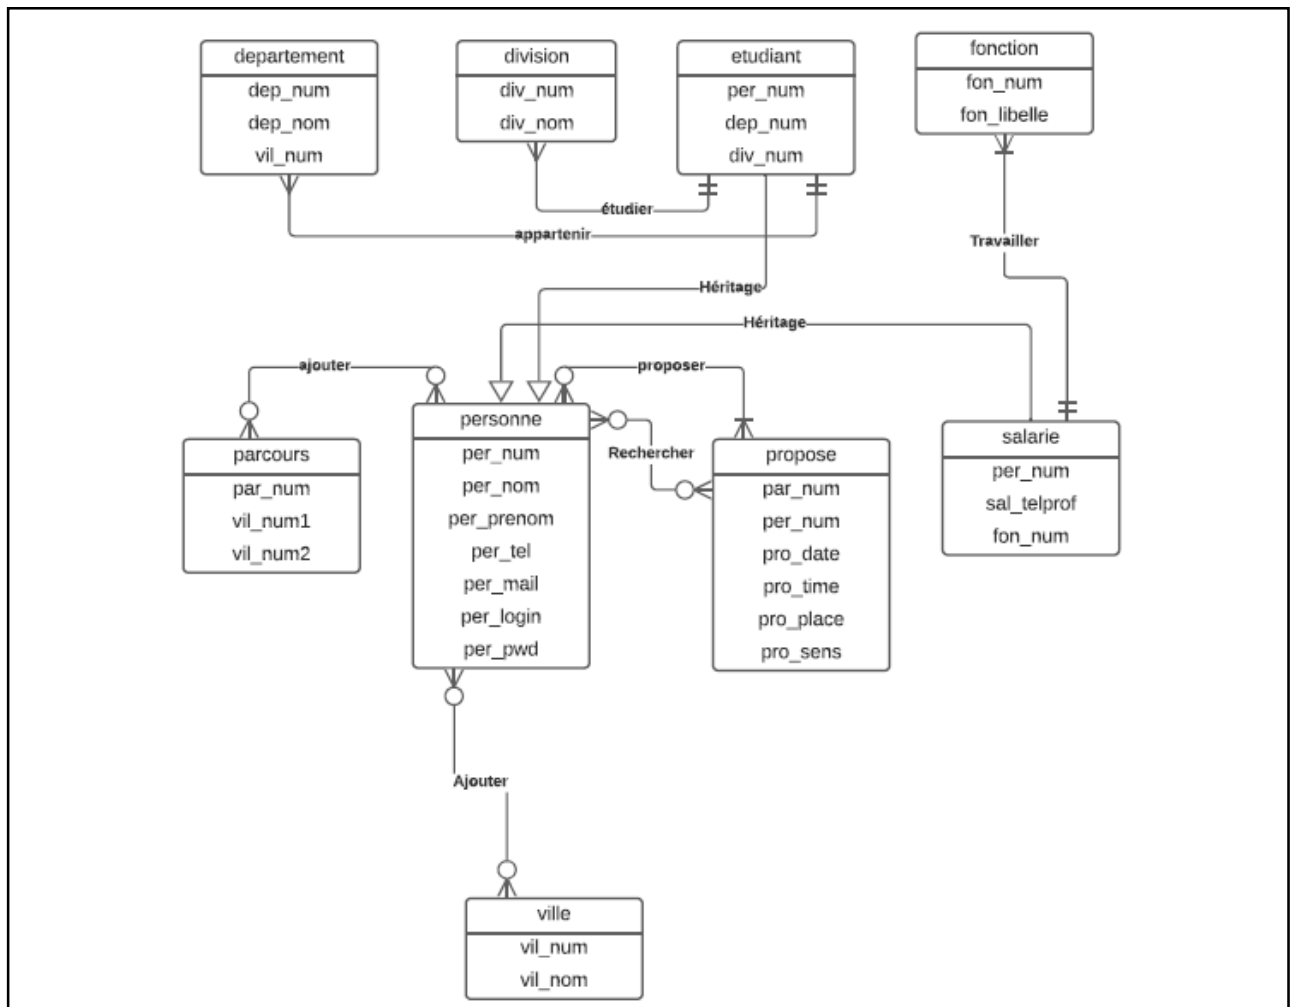 departement
dep_num
dep_nom
vil_num
division
div_num
div_nom
etudiant
per_num
dep_num
div_num
fonction
fon_num
fon_libelle
étudier
appartenir
Travailler
Héritage
Héritage
ajouter
proposer
Rechercher
parcours
par_num
vil_num1
vil_num2
personne
per_num
per_nom
per_prenom
per_tel
per_mail
per_login
per_pwd
propose
par_num
per_num
pro_date
pro_time
pro_place
pro_sens
salarie
per_num
sal_telprof
fon_num
Ajouter
ville
vil_num
vil_nom